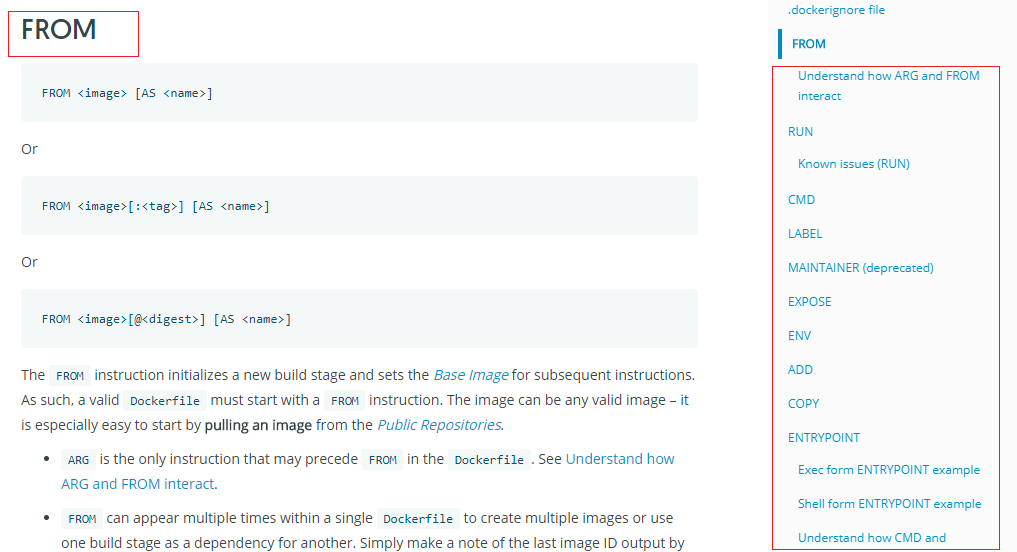 FROM
FROM <image> [AS <name>]
Or
FROM <image>[:<tag>] [AS <name>]
Or
FROM <image>[@<digest>] [AS <name>]
The FROM instruction initializes a new build stage and sets the Base Image for subsequent instructions.
As such, a valid Dockerfile must start with a FROM instruction. The image can be any valid image – it
is especially easy to start by pulling an image from the Public Repositories.
• ARG is the only instruction that may precede FROM in the Dockerfile. See Understand how
ARG and FROM interact.
• FROM can appear multiple times within a single Dockerfile to create multiple images or use
one build stage as a dependency for another. Simply make a note of the last image ID output by
.dockerignore file
FROM
Understand how ARG and FROM
interact
RUN
Known issues (RUN)
CMD
LABEL
MAINTAINER (deprecated)
EXPOSE
ENV
ADD
COPY
ENTRYPOINT
Exec form ENTRYPOINT example
Shell form ENTRYPOINT example
Understand how CMD and